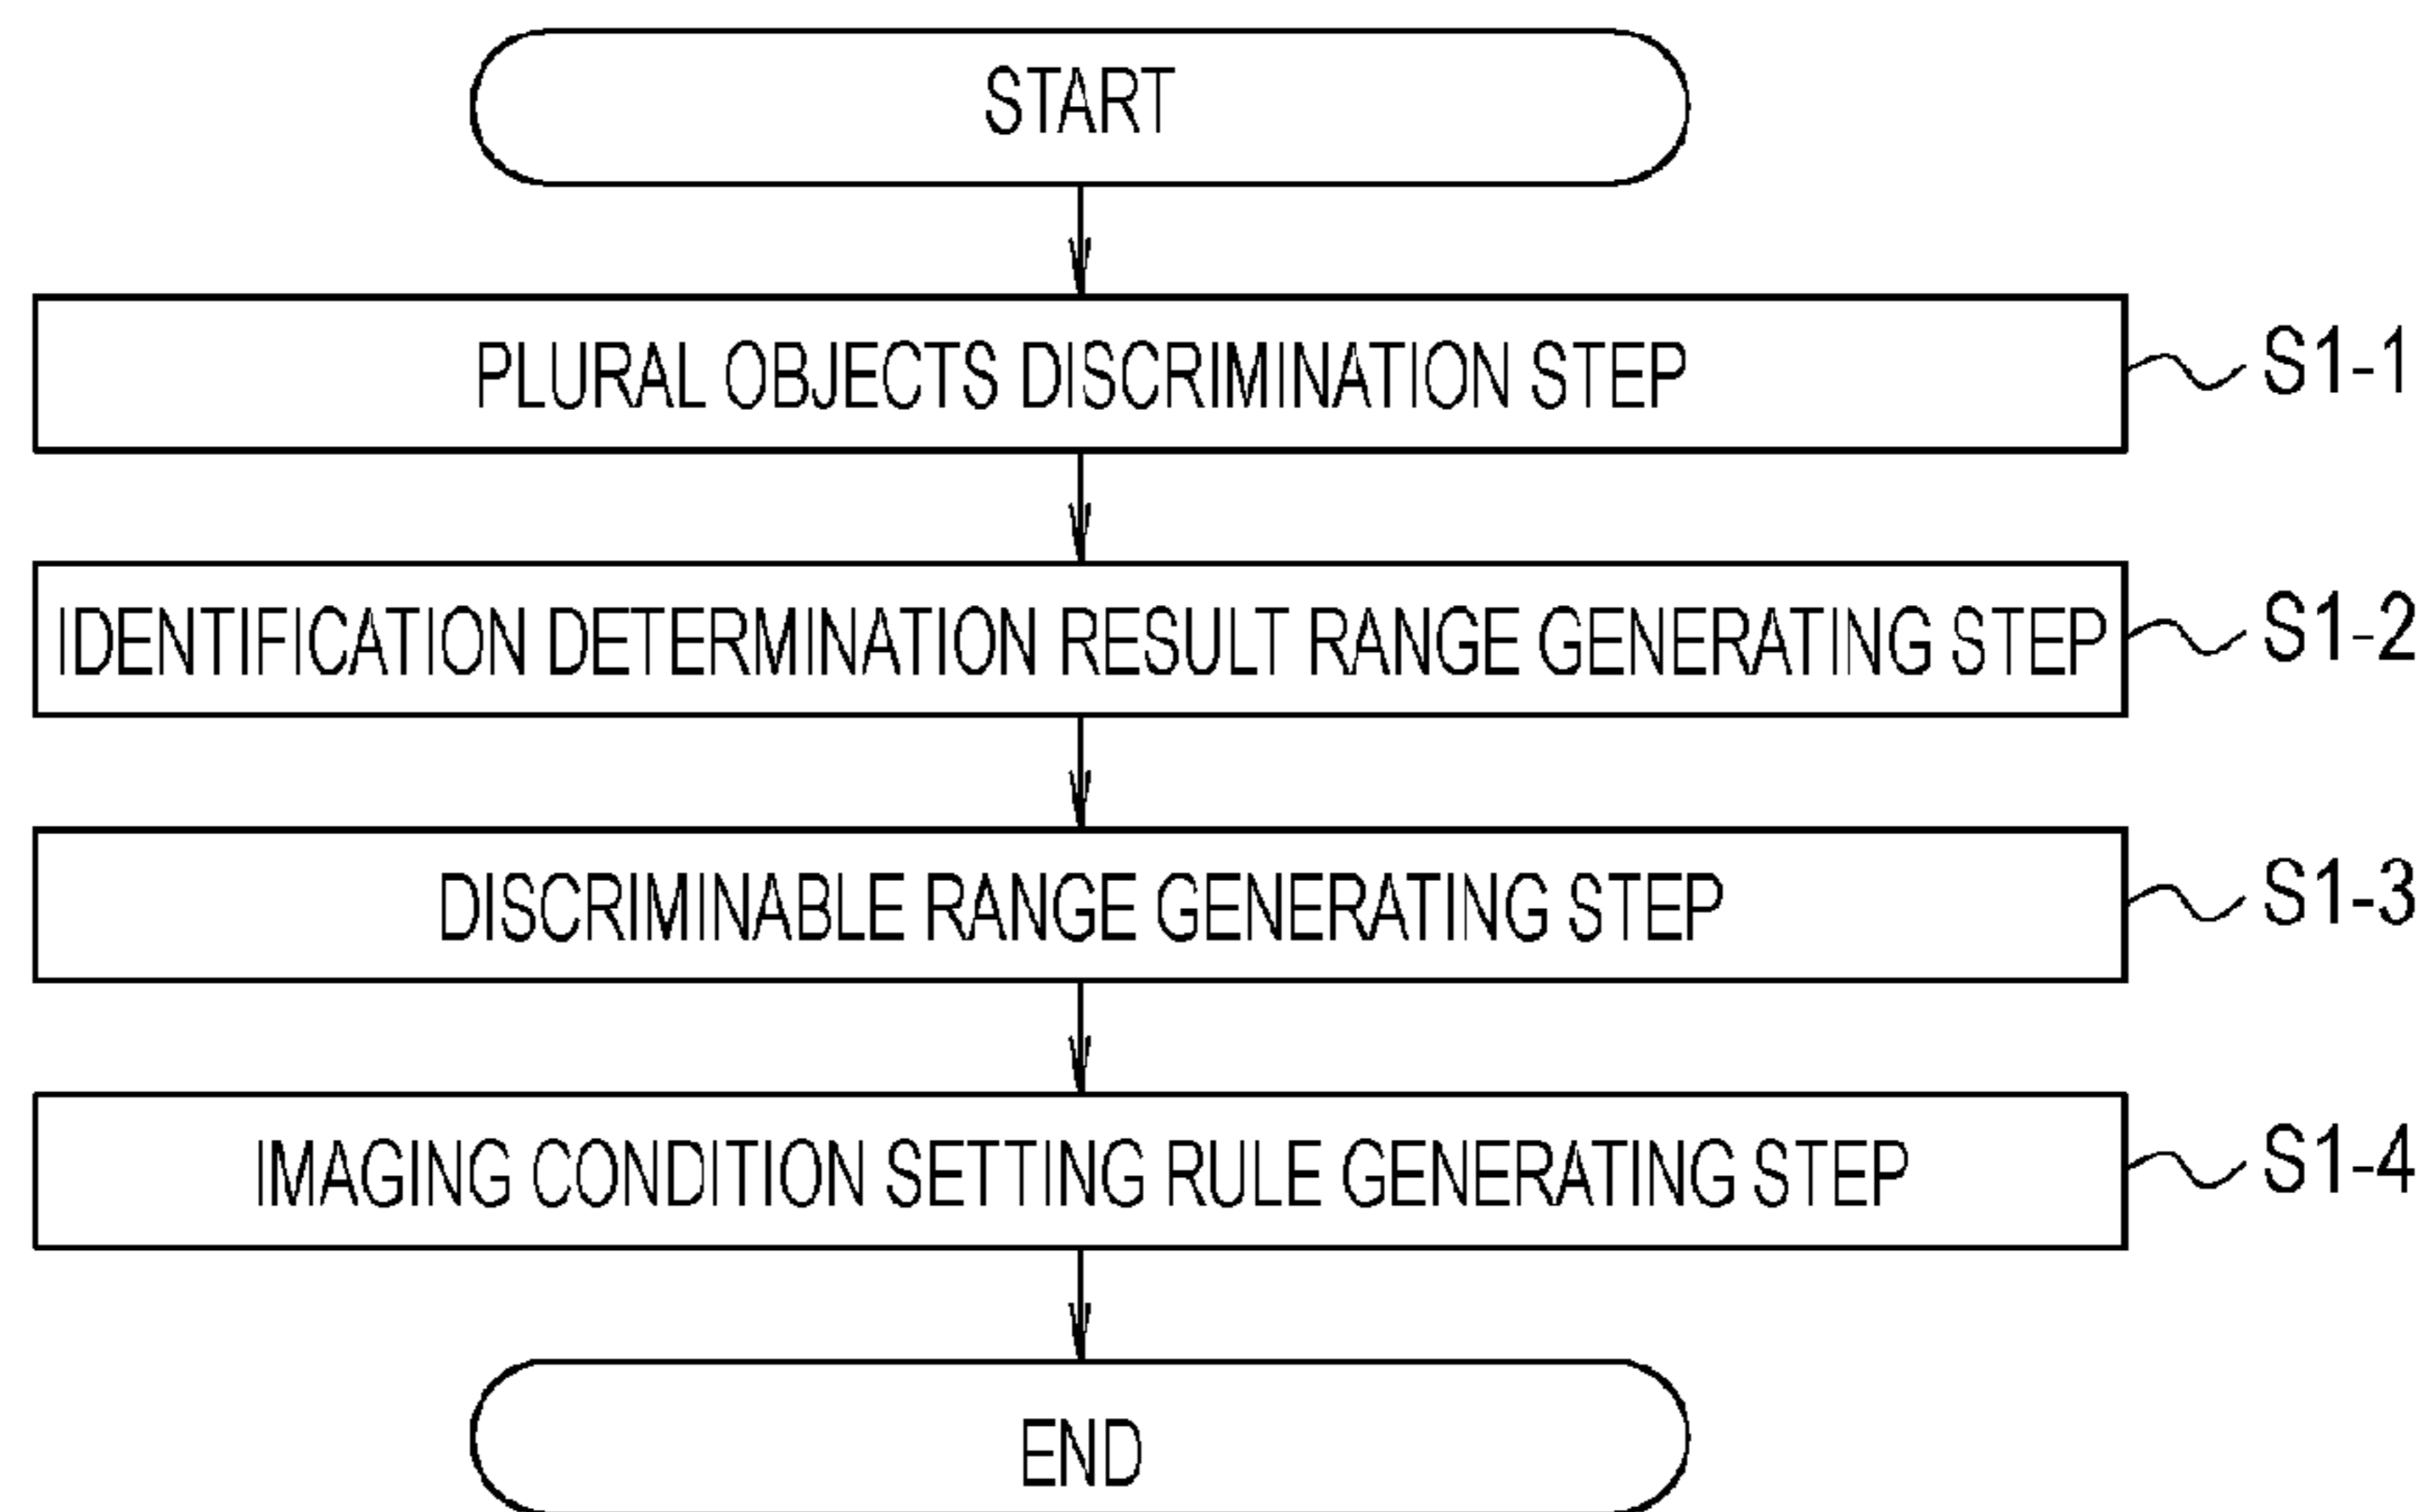 START
PLURAL OBJECTS DISCRIMINATION STEP
S1-1
IDENTIFICATION DETERMINATION RESULT RANGE GENERATING STEP
S1-2
DISCRIMINABLE RANGE GENERATING STEP
S1-3
IMAGING CONDITION SETTING RULE GENERATING STEP
S1-4
END